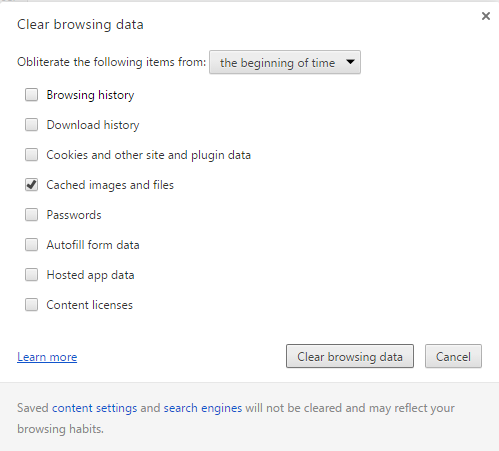 Clear browsing data
Obliterate the following items from: the beginning of time
Browsing history
Download history
Cookies and other site and plugin data
Cached images and files
Passwords
Autofill form data
Hosted app data
Content licenses
Learn more Clear browsing data Cancel
Saved content settings and search engines will not be cleared and may reflect your
browsing habits.